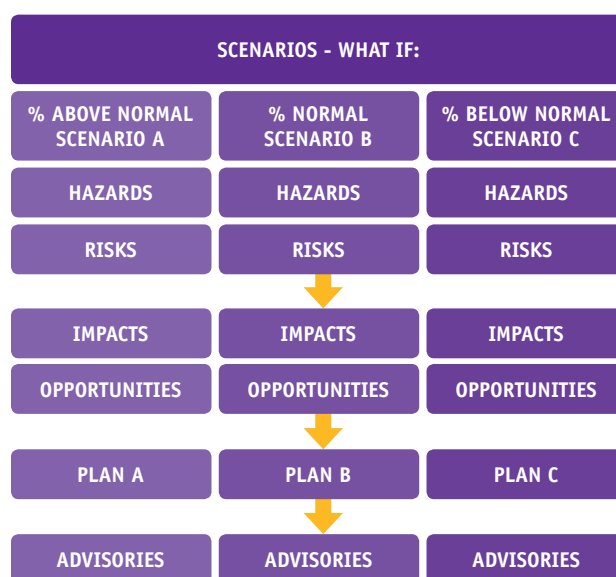 SCENARIOS - WHAT IF:
% ABOVE NORMAL
SCENARIO A
% NORMAL
SCENARIO B
% BELOW NORMAL
SCENARIO C
HAZARDS
HAZARDS
HAZARDS
RISKS
RISKS
RISKS
IMPACTS
IMPACTS
IMPACTS
OPPORTUNITIES
OPPORTUNITIES
OPPORTUNITIES
PLAN A
PLAN B
PLAN C
ADVISORIES
ADVISORIES
ADVISORIES